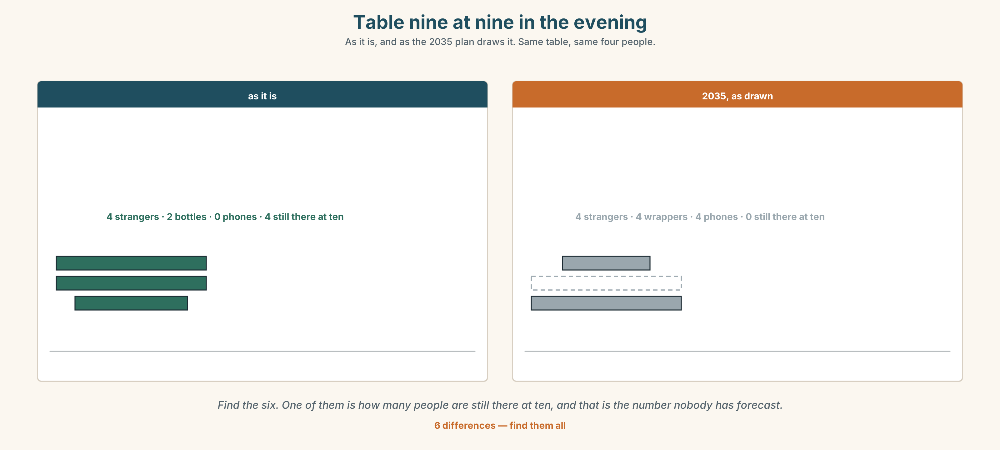 Table nine at nine in the evening
As it is, and as the 2035 plan draws it. Same table, same four people.
as it is
4 strangers · 2 bottles · 0 phones · 4 still there at ten
2035, as drawn
4 strangers · 4 wrappers · 4 phones · 0 still there at ten
Find the six. One of them is how many people are still there at ten, and that is the number nobody has forecast.
6 differences — find them all